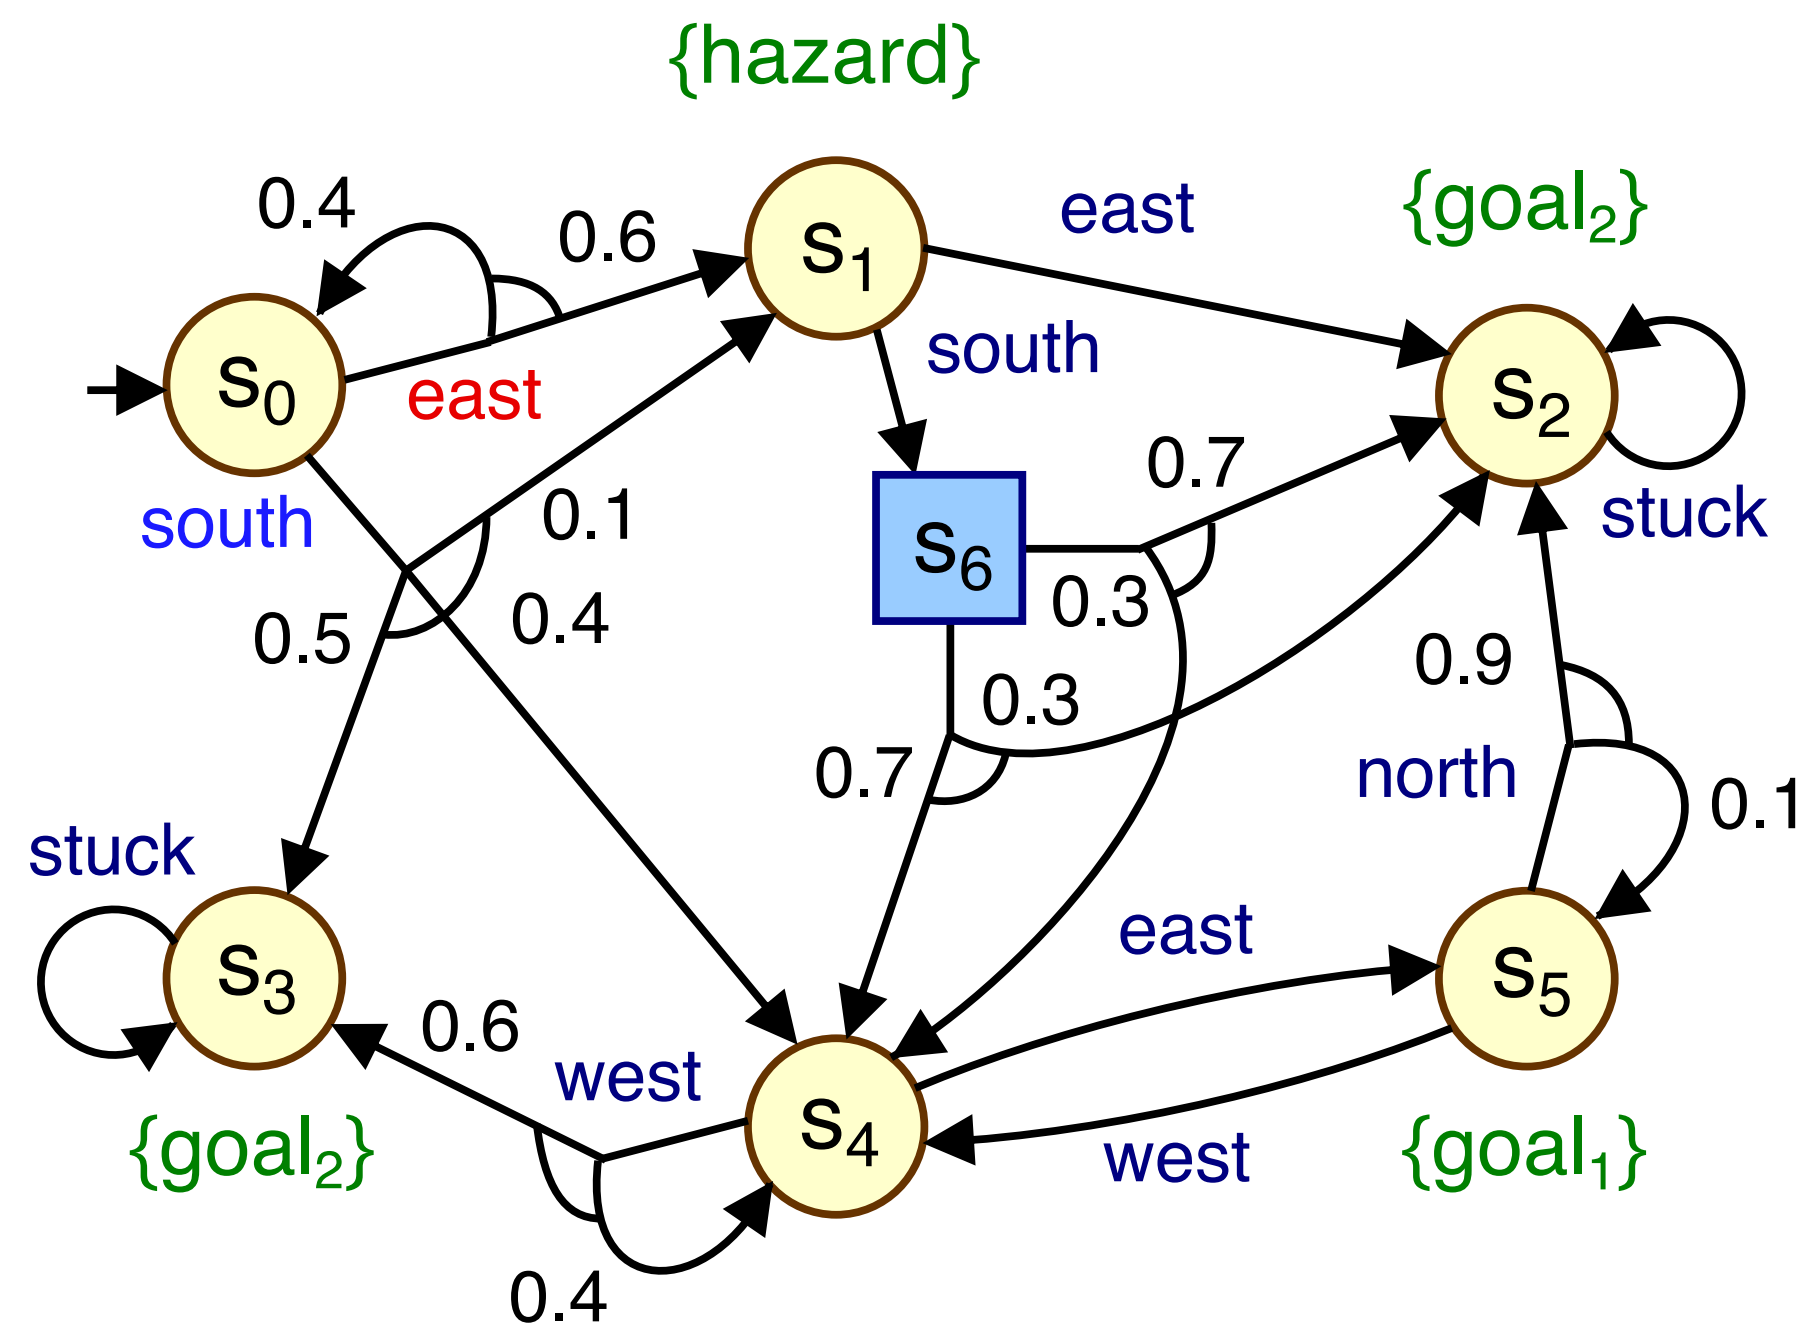 {hazard}
0.4
0.6
s₁
east
{goal₂}
s₀
east
south
s₂
south
0.7
stuck
0.1
s₆
0.3
0.5
0.4
0.9
0.3
0.7
north
0.1
stuck
s₃
east
s₅
0.6
west
s₄
west
{goal₂}
{goal₁}
0.4